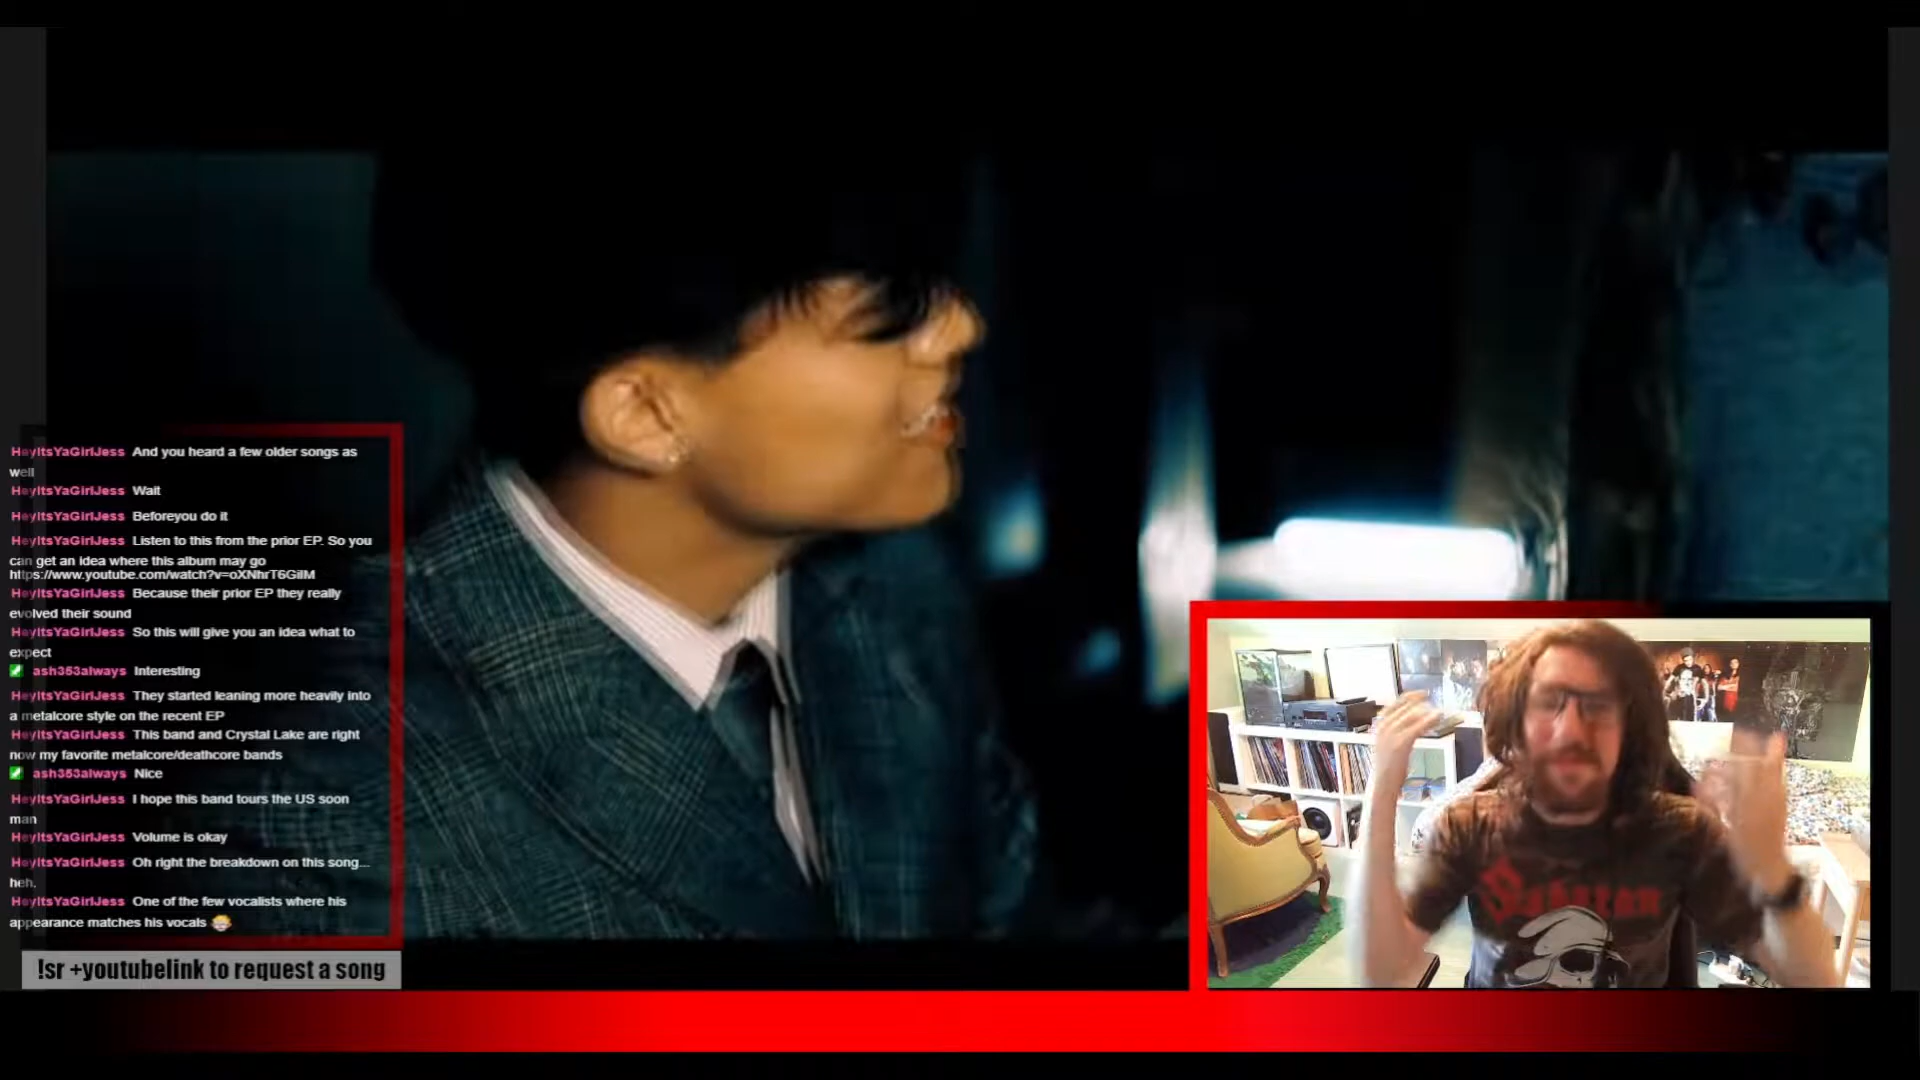 HeyItsYaGirlJess And you heard a few older songs as
well
HeyItsYaGirlJess Wait
HeyItsYaGirlJess Beforeyou do it
HeyItsYaGirlJess Listen to this from the prior EP. So you
can get an idea where this album may go
https://www.youtube.com/watch?v=oXNhrT6GilM
HeyItsYaGirlJess Because their prior EP they really
evolved their sound
HeyItsYaGirlJess So this will give you an idea what to
expect
ash353always Interesting
HeyItsYaGirlJess They started leaning more heavily into
a metalcore style on the recent EP
HeyItsYaGirlJess This band and Crystal Lake are right
now my favorite metalcore/deathcore bands
ash353always Nice
HeyItsYaGirlJess I hope this band tours the US soon
man
HeyItsYaGirlJess Volume is okay
HeyItsYaGirlJess Oh right the breakdown on this song...
heh.
HeyItsYaGirlJess One of the few vocalists where his
appearance matches his vocals
!sr +youtubelink to request a song
Sabaton